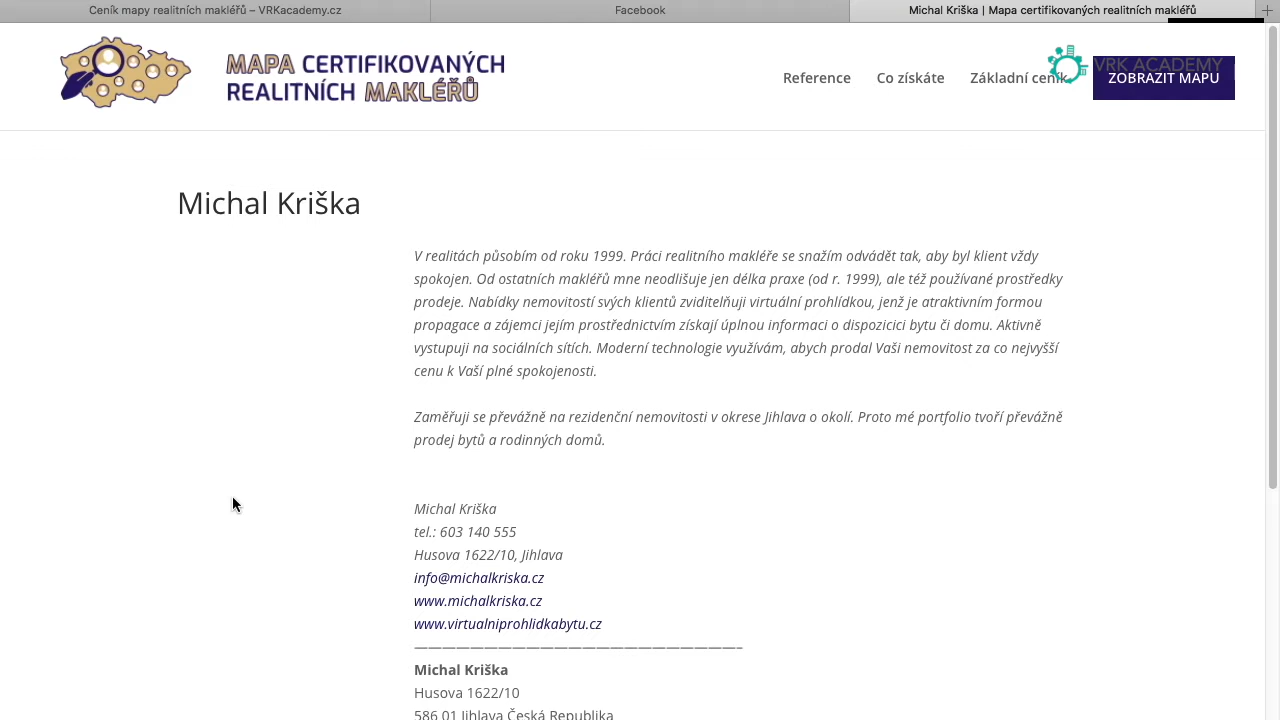 Ceník mapy realitních makléřů – VRKacademy.cz
Facebook
Michal Kriška | Mapa certifikovaných realitních makléřů
MAPA CERTIFIKOVANÝCH
REALITNÍCH MAKLÉŘŮ
Reference
Co získáte
Základní ceník
VRK ACADEMY
ZOBRAZIT MAPU
Michal Kriška
V realitách působím od roku 1999. Práci realitního makléře se snažím odvádět tak, aby byl klient vždy
spokojen. Od ostatních makléřů mne neodlišuje jen délka praxe (od r. 1999), ale též používané prostředky
prodeje. Nabídky nemovitostí svých klientů zviditelňuji virtuální prohlídkou, jenž je atraktivním formou
propagace a zájemci jejím prostřednictvím získají úplnou informaci o dispozicici bytu či domu. Aktivně
vystupuji na sociálních sítích. Moderní technologie využívám, abych prodal Vaši nemovitost za co nejvyšší
cenu k Vaší plné spokojenosti.
Zaměřuji se převážně na rezidenční nemovitosti v okrese Jihlava o okolí. Proto mé portfolio tvoří převážně
prodej bytů a rodinných domů.
Michal Kriška
tel.: 603 140 555
Husova 1622/10, Jihlava
info@michalkriska.cz
www.michalkriska.cz
www.virtualniprohlidkabytu.cz
———————————————————————–
Michal Kriška
Husova 1622/10
586 01 Jihlava Česká Republika